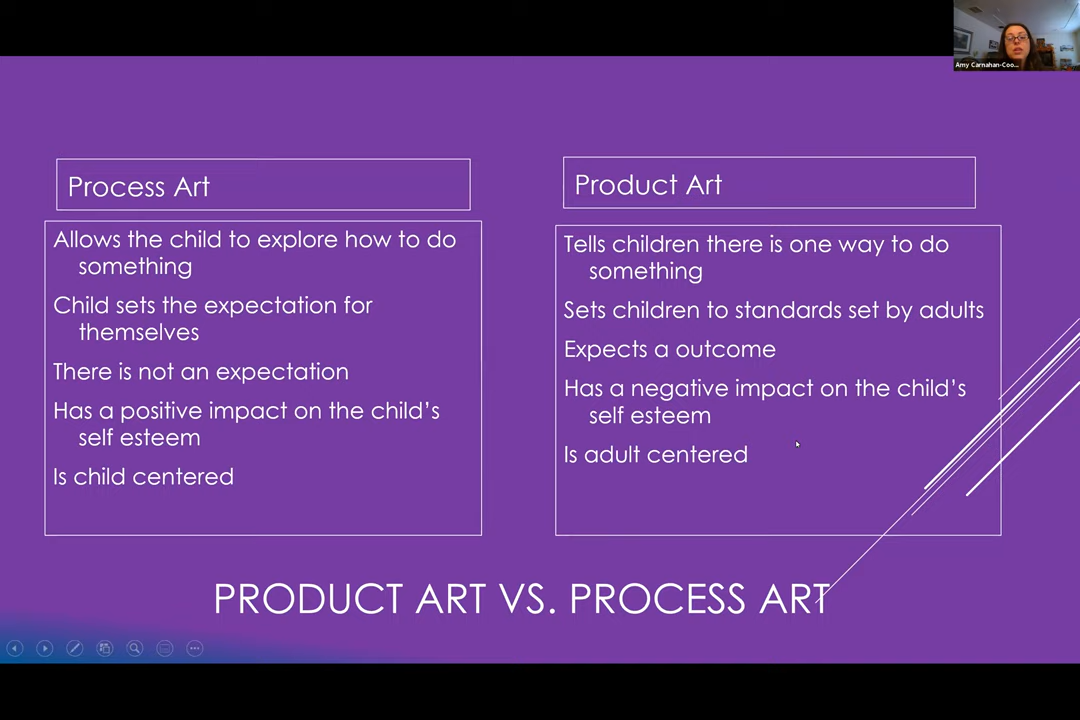 Amy Carnahan-Coo...
Process Art
Allows the child to explore how to do
something
Child sets the expectation for
themselves
There is not an expectation
Has a positive impact on the child's
self esteem
Is child centered
Product Art
Tells children there is one way to do
something
Sets children to standards set by adults
Expects a outcome
Has a negative impact on the child's
self esteem
Is adult centered
PRODUCT ART VS. PROCESS ART